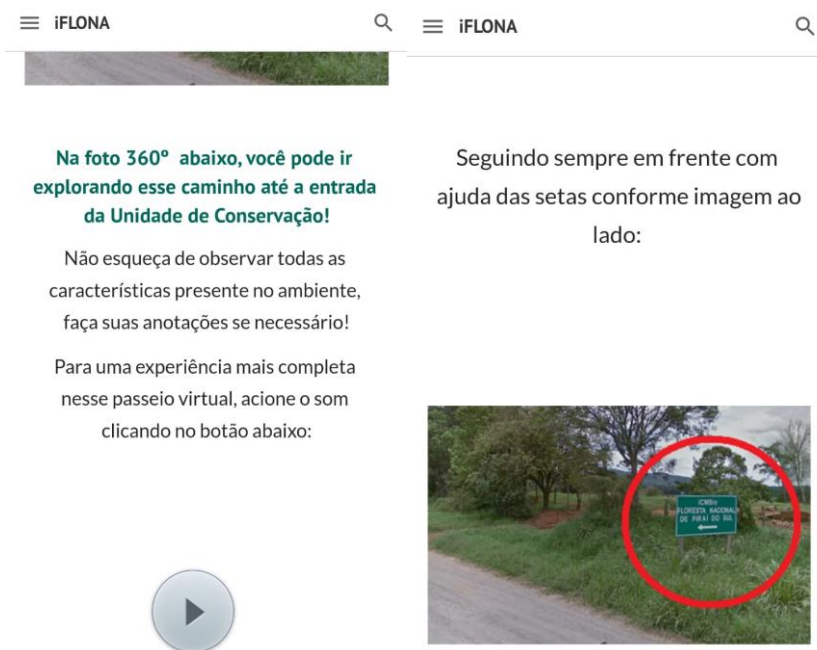 iFLONA
Na foto 360º abaixo, você pode ir
explorando esse caminho até a entrada
da Unidade de Conservação!
Não esqueça de observar todas as
características presente no ambiente,
faça suas anotações se necessário!
Para uma experiência mais completa
nesse passeio virtual, acione o som
clicando no botão abaixo:
iFLONA
Seguindo sempre em frente com
ajuda das setas conforme imagem ao
lado:
ICMBio
FLORESTA NACIONAL
DE PIRAÍ DO SUL